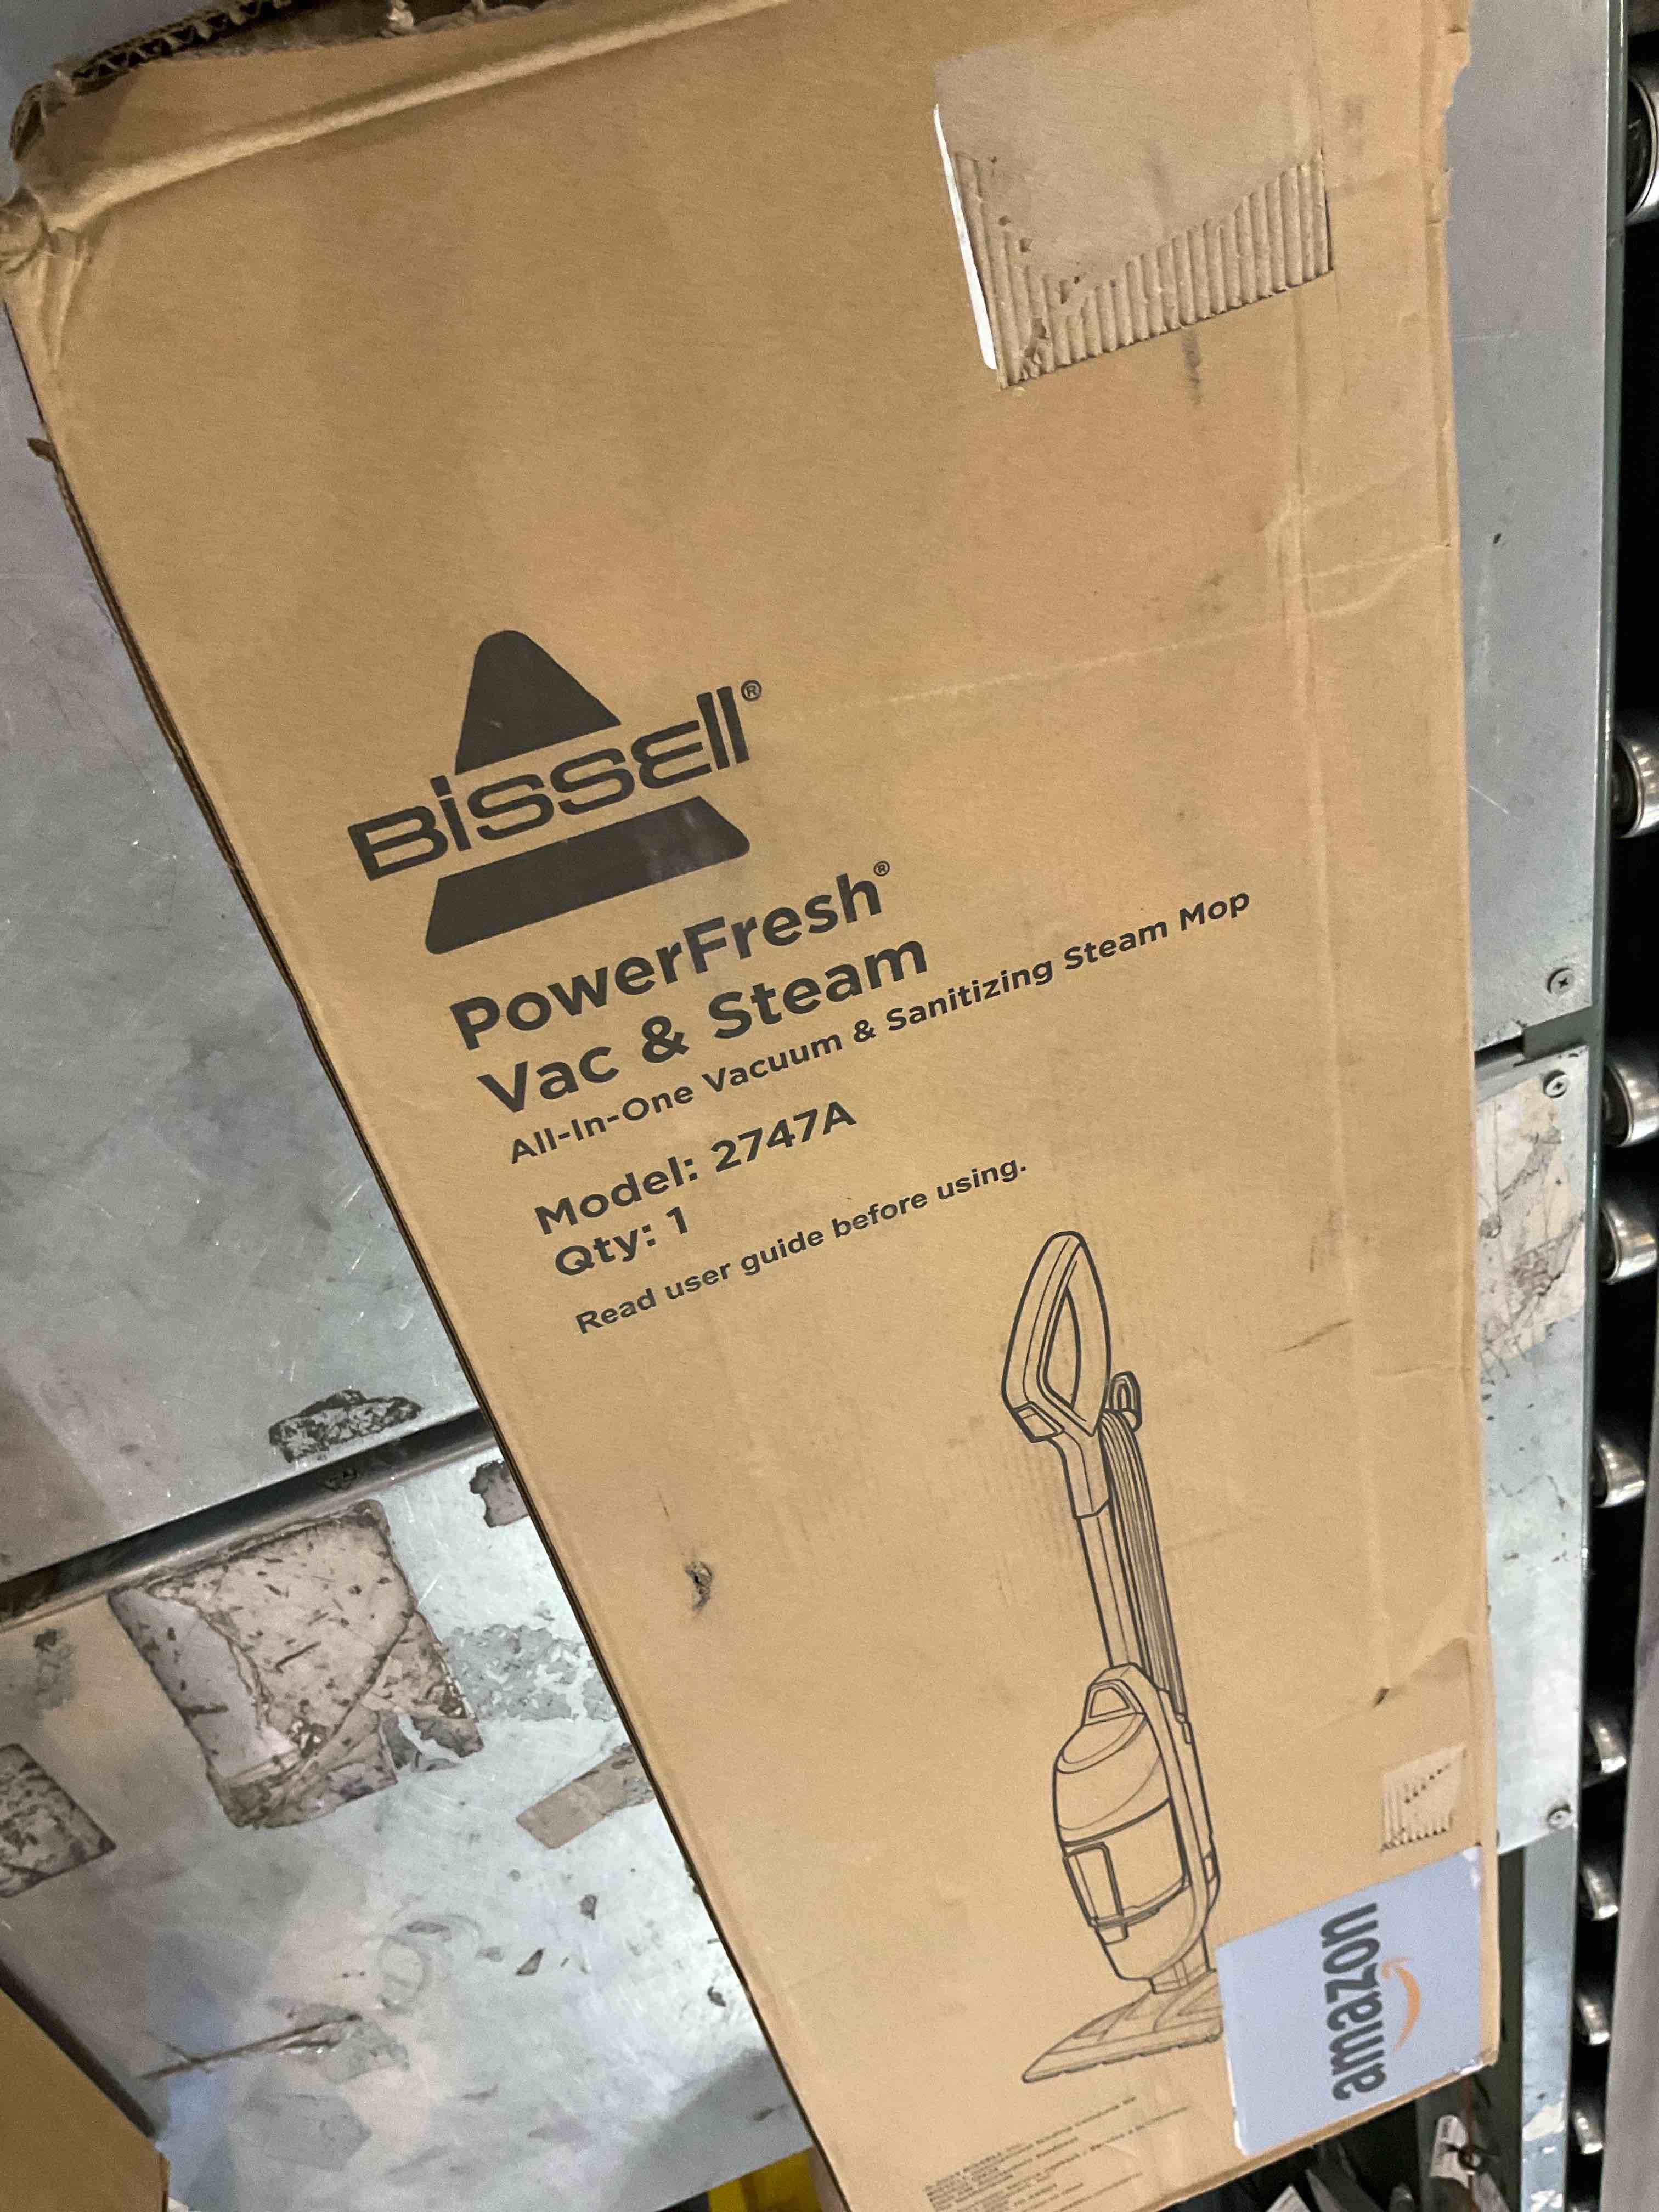 BISSELL®
PowerFresh®
Vac & Steam
All-In-One Vacuum & Sanitizing Steam Mop
Model: 2747A
Qty: 1
Read user guide before using.
amazon